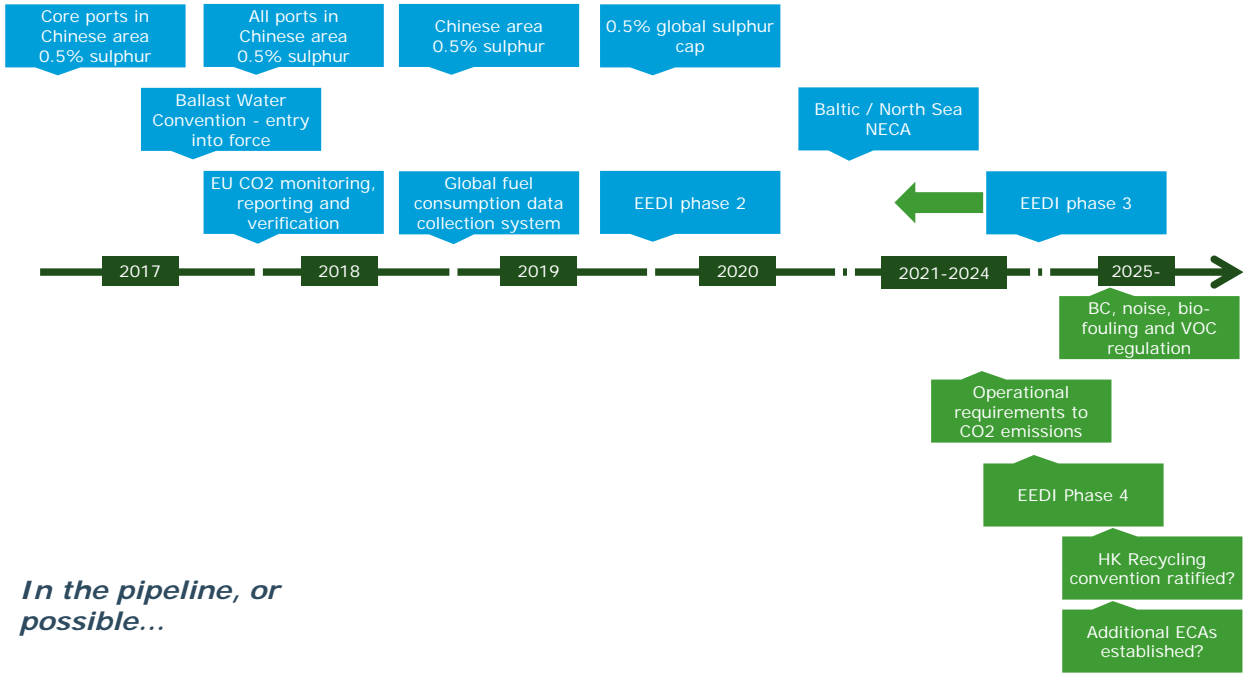 Core ports in
Chinese area
0.5% sulphur
All ports in
Chinese area
0.5% sulphur
Chinese area
0.5% sulphur
0.5% global sulphur
cap
Ballast Water
Convention - entry
into force
Baltic / North Sea
NECA
EU CO2 monitoring,
reporting and
verification
Global fuel
consumption data
collection system
EEDI phase 2
EEDI phase 3
2017
2018
2019
2020
2021-2024
2025-
BC, noise, bio-
fouling and VOC
regulation
Operational
requirements to
CO2 emissions
EEDI Phase 4
HK Recycling
convention ratified?
Additional ECAs
established?
In the pipeline, or
possible...